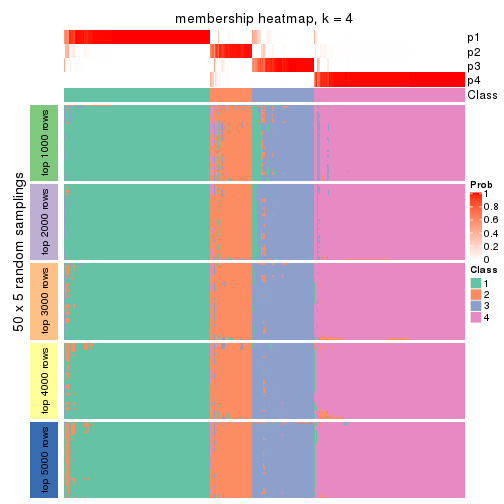 membership heatmap, k = 4
p1
p2
p3
p4
Class
50 x 5 random samplings
top 1000 rows
top 2000 rows
top 3000 rows
top 4000 rows
top 5000 rows
Prob
1
0.8
0.6
0.4
0.2
0
Class
1
2
3
4